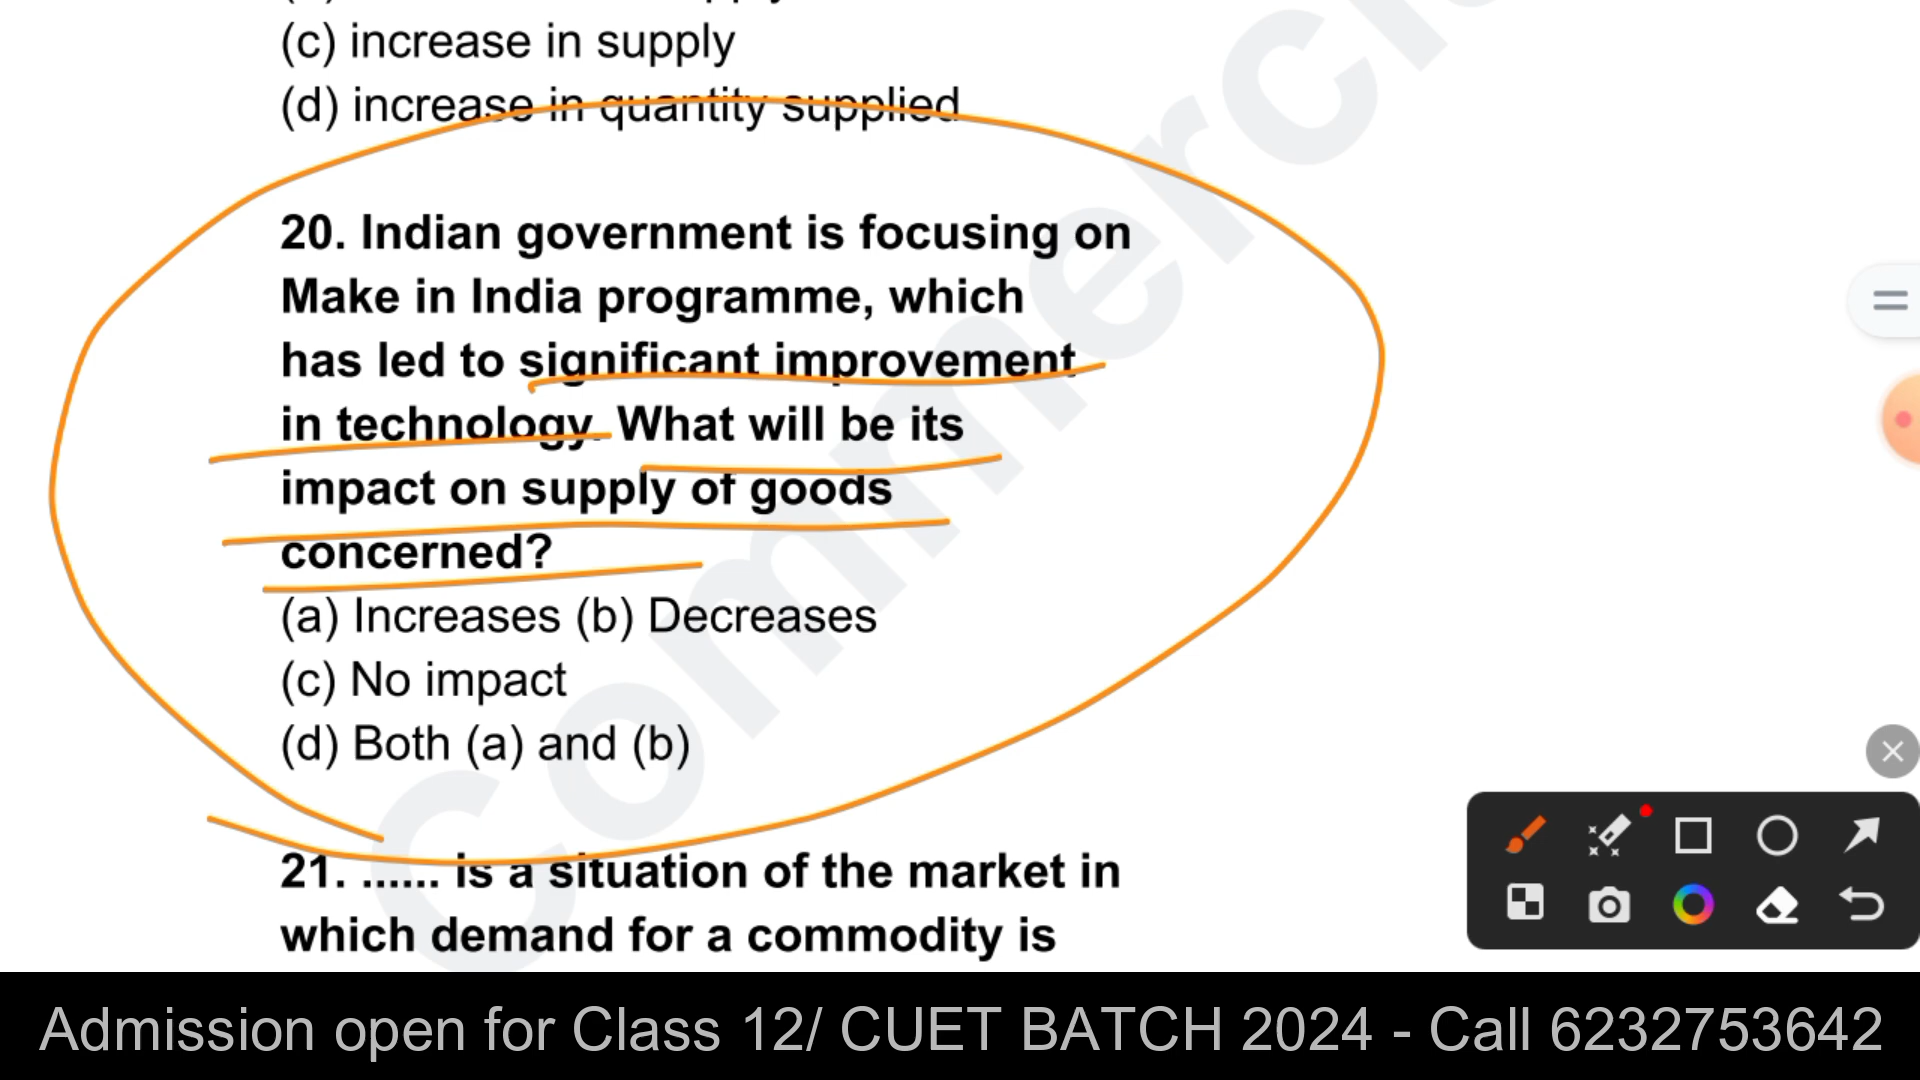 (c) increase in supply
(d) increase in quantity supplied
20. Indian government is focusing on
Make in India programme, which
has led to significant improvement
in technology. What will be its
impact on supply of goods
concerned?
(a) Increases (b) Decreases
(c) No impact
(d) Both (a) and (b)
21. ...... is a situation of the market in
which demand for a commodity is
Admission open for Class 12/ CUET BATCH 2024 - Call 6232753642